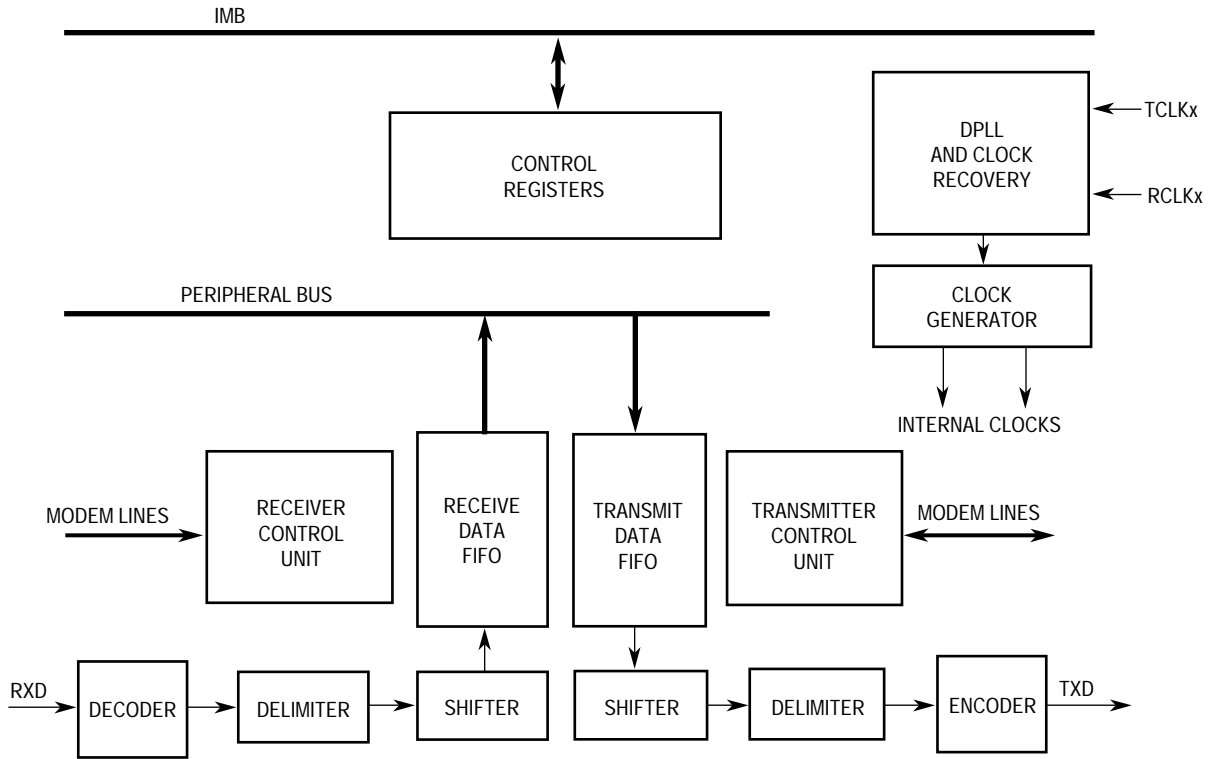 IMB
CONTROL
REGISTERS
DPLL
AND CLOCK
RECOVERY
TCLKx
RCLKx
CLOCK
GENERATOR
INTERNAL CLOCKS
PERIPHERAL BUS
MODEM LINES
RECEIVER
CONTROL
UNIT
RECEIVE
DATA
FIFO
TRANSMIT
DATA
FIFO
TRANSMITTER
CONTROL
UNIT
MODEM LINES
RXD
DECODER
DELIMITER
SHIFTER
SHIFTER
DELIMITER
ENCODER
TXD